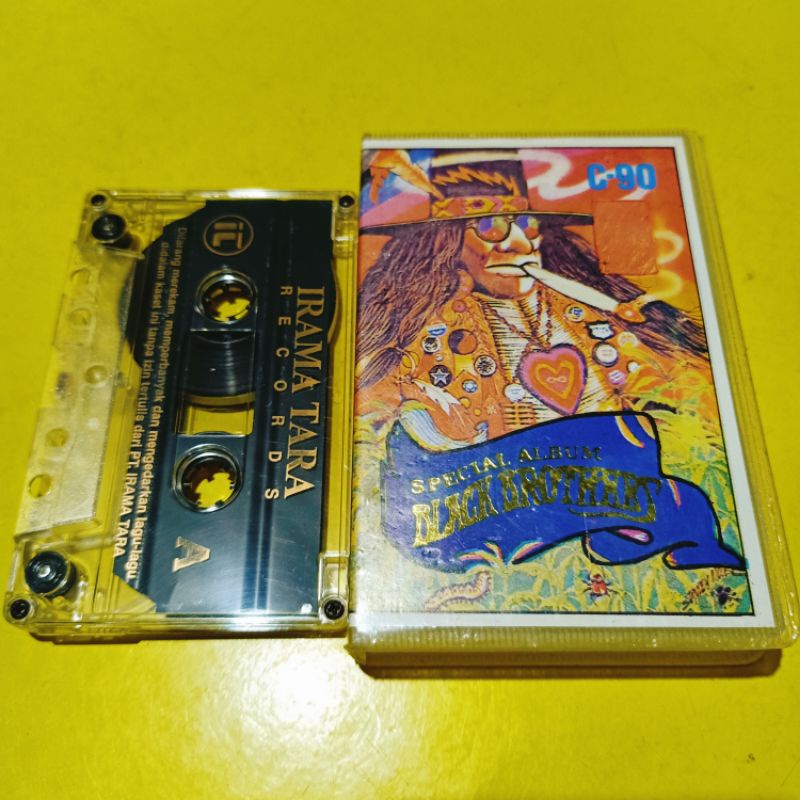 iT
IRAMA TARA
RECORDS
Dilarang merekam, memperbanyak dan mengedarkan lagu-lagu
didalam kaset ini tanpa izin tertulis dari PT. IRAMA TARA
A
C-90
SPECIAL ALBUM
BLACK BROTHERS